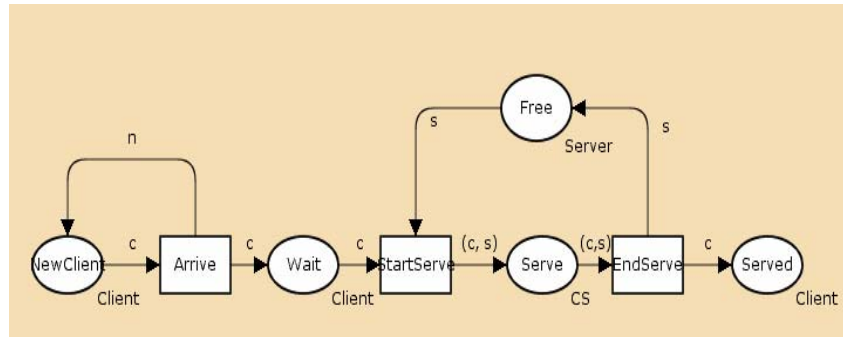 Free
s
s
Server
n
c
c
c
(c, s)
(c,s)
c
NewClient
Arrive
Wait
StartServe
Serve
EndServe
Served
Client
Client
CS
Client